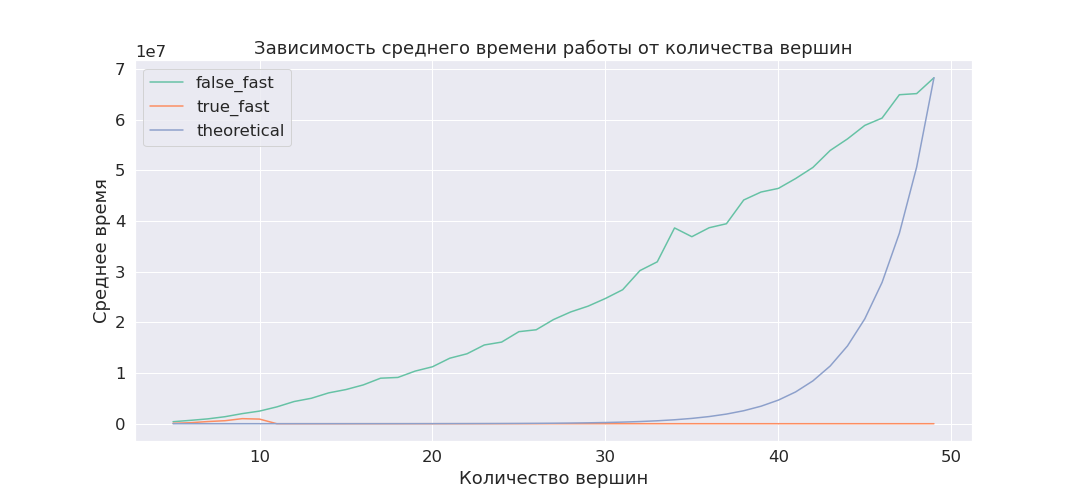 Зависимость среднего времени работы от количества вершин
1e7
7
6
5
4
3
2
1
0
Среднее время
false_fast
true_fast
theoretical
10
20
30
40
50
Количество вершин